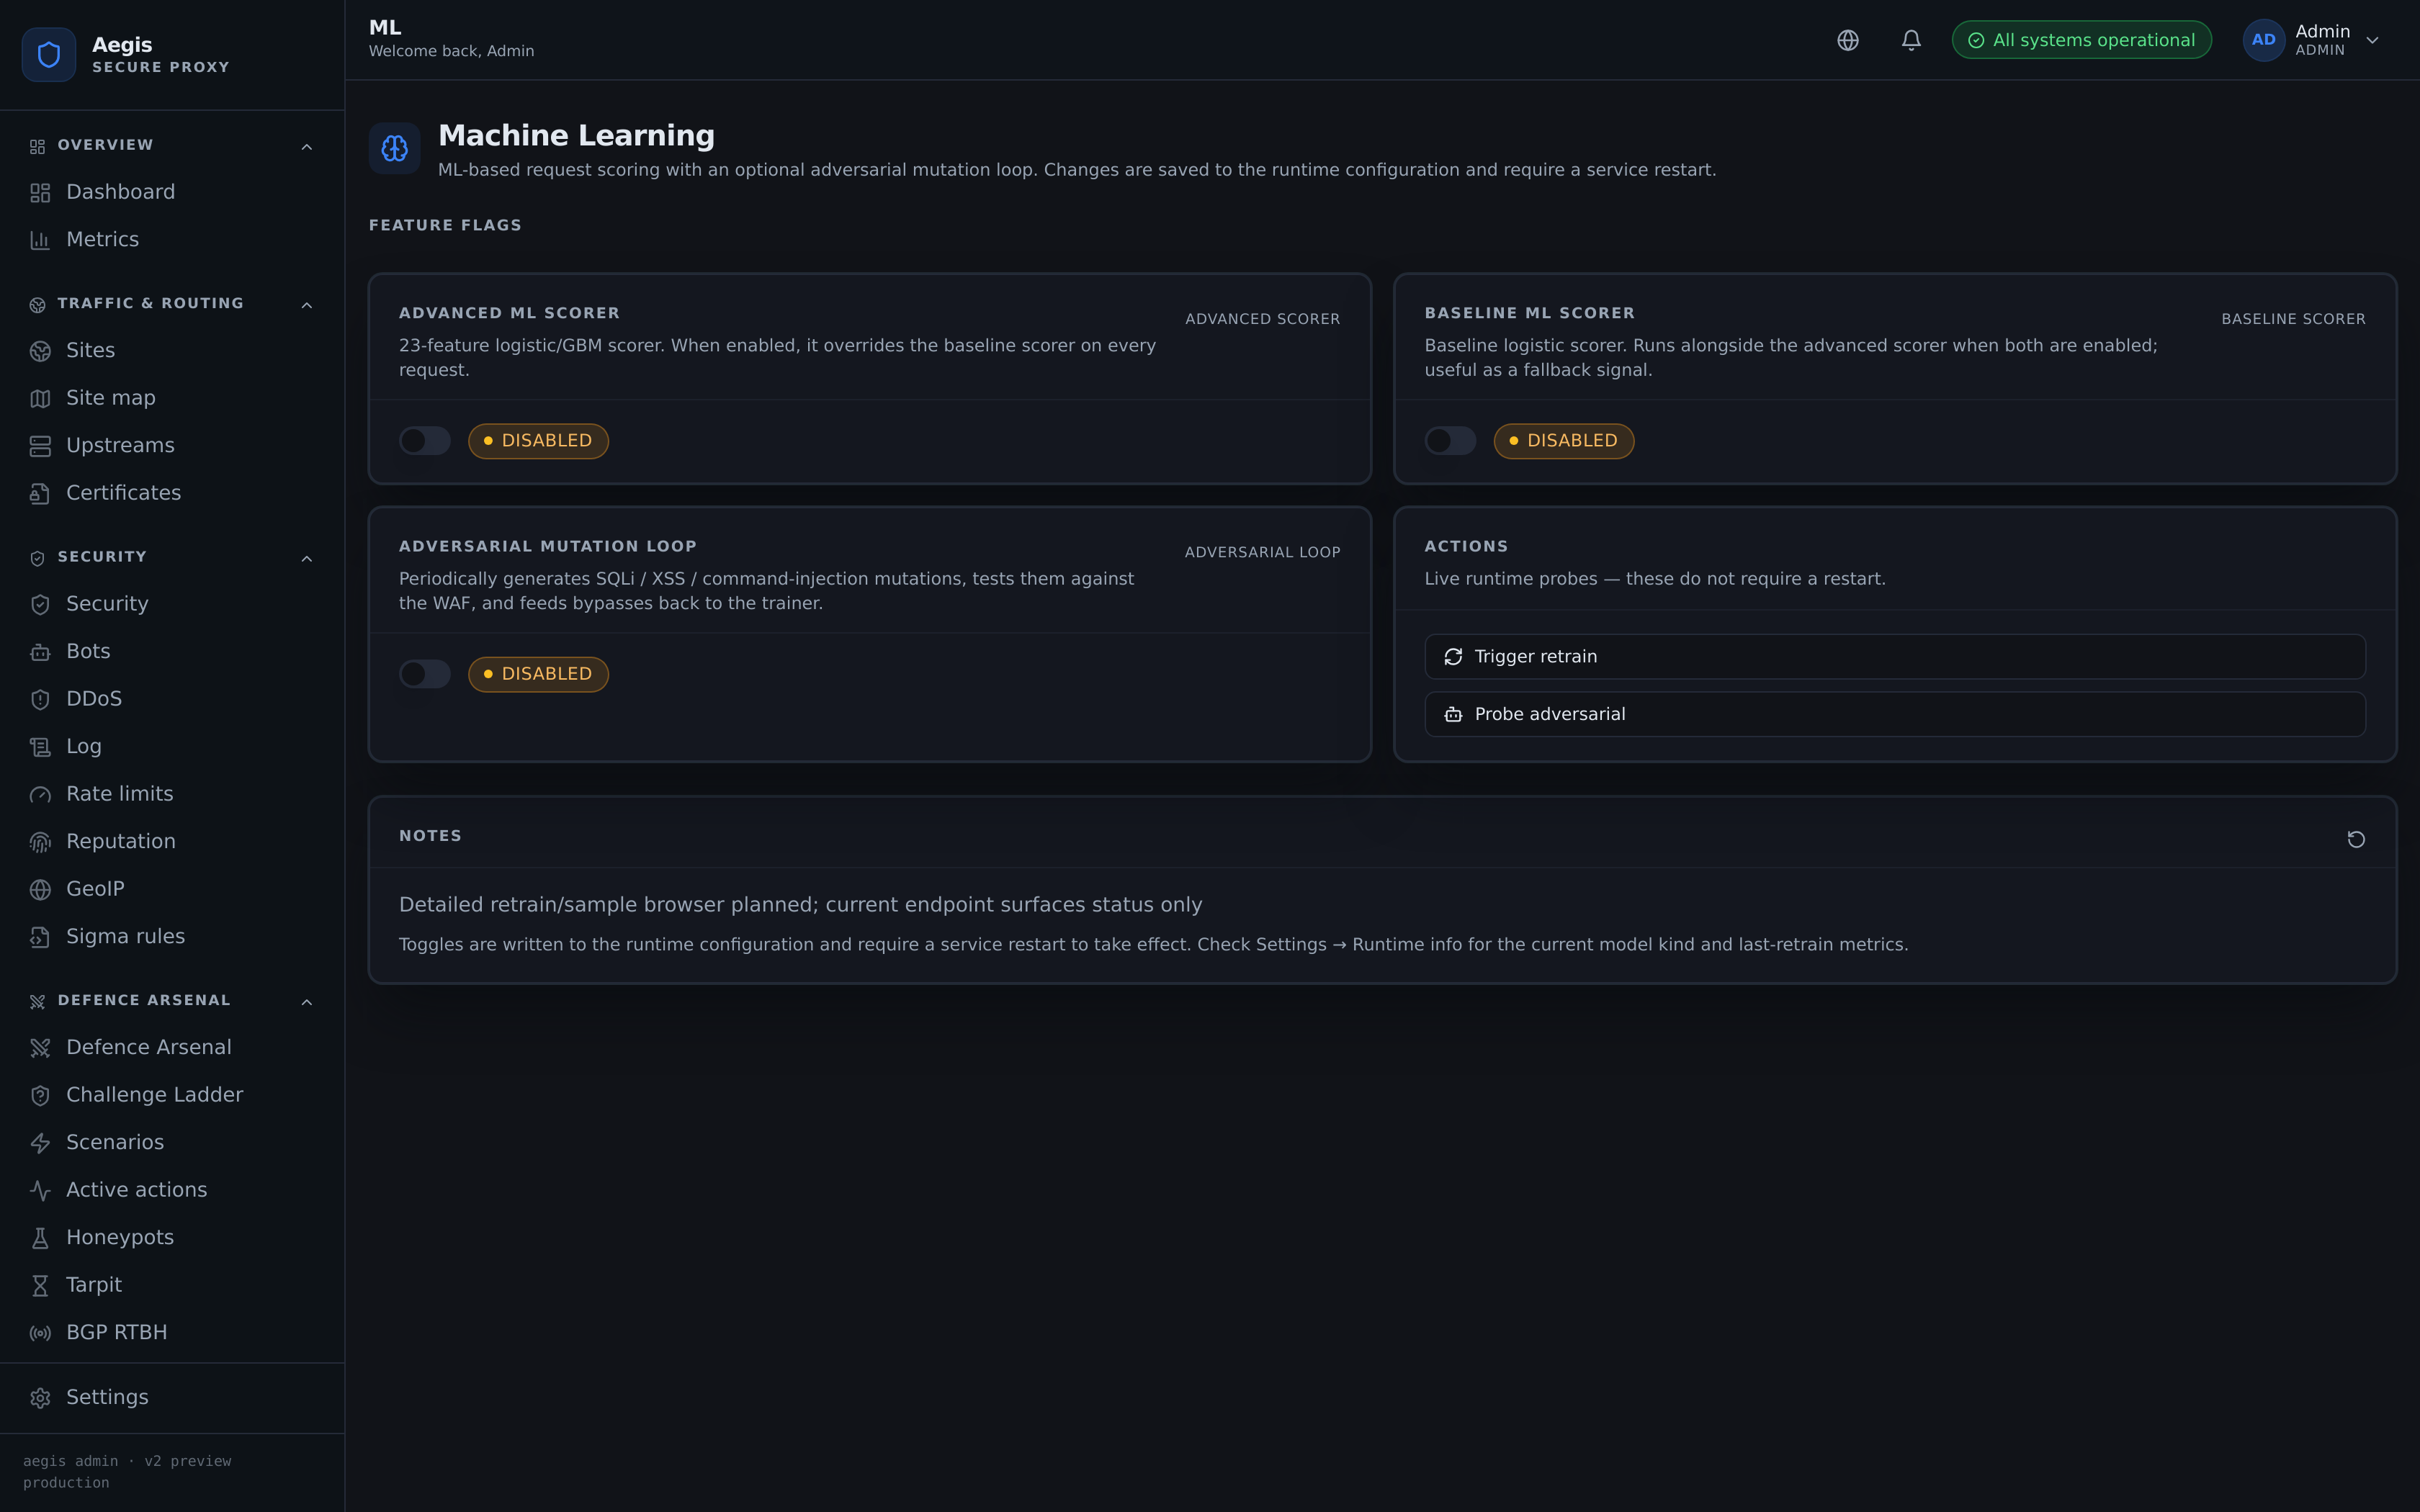 Aegis
SECURE PROXY
OVERVIEW
Dashboard
Metrics
TRAFFIC & ROUTING
Sites
Site map
Upstreams
Certificates
SECURITY
Security
Bots
DDoS
Log
Rate limits
Reputation
GeoIP
Sigma rules
DEFENCE ARSENAL
Defence Arsenal
Challenge Ladder
Scenarios
Active actions
Honeypots
Tarpit
BGP RTBH
Settings
aegis admin · v2 preview
production
ML
Welcome back, Admin
All systems operational
AD
Admin
ADMIN
Machine Learning
ML-based request scoring with an optional adversarial mutation loop. Changes are saved to the runtime configuration and require a service restart.
FEATURE FLAGS
ADVANCED ML SCORER
ADVANCED SCORER
23-feature logistic/GBM scorer. When enabled, it overrides the baseline scorer on every
request.
DISABLED
BASELINE ML SCORER
BASELINE SCORER
Baseline logistic scorer. Runs alongside the advanced scorer when both are enabled;
useful as a fallback signal.
DISABLED
ADVERSARIAL MUTATION LOOP
ADVERSARIAL LOOP
Periodically generates SQLi / XSS / command-injection mutations, tests them against
the WAF, and feeds bypasses back to the trainer.
DISABLED
ACTIONS
Live runtime probes — these do not require a restart.
Trigger retrain
Probe adversarial
NOTES
Detailed retrain/sample browser planned; current endpoint surfaces status only
Toggles are written to the runtime configuration and require a service restart to take effect. Check Settings → Runtime info for the current model kind and last-retrain metrics.